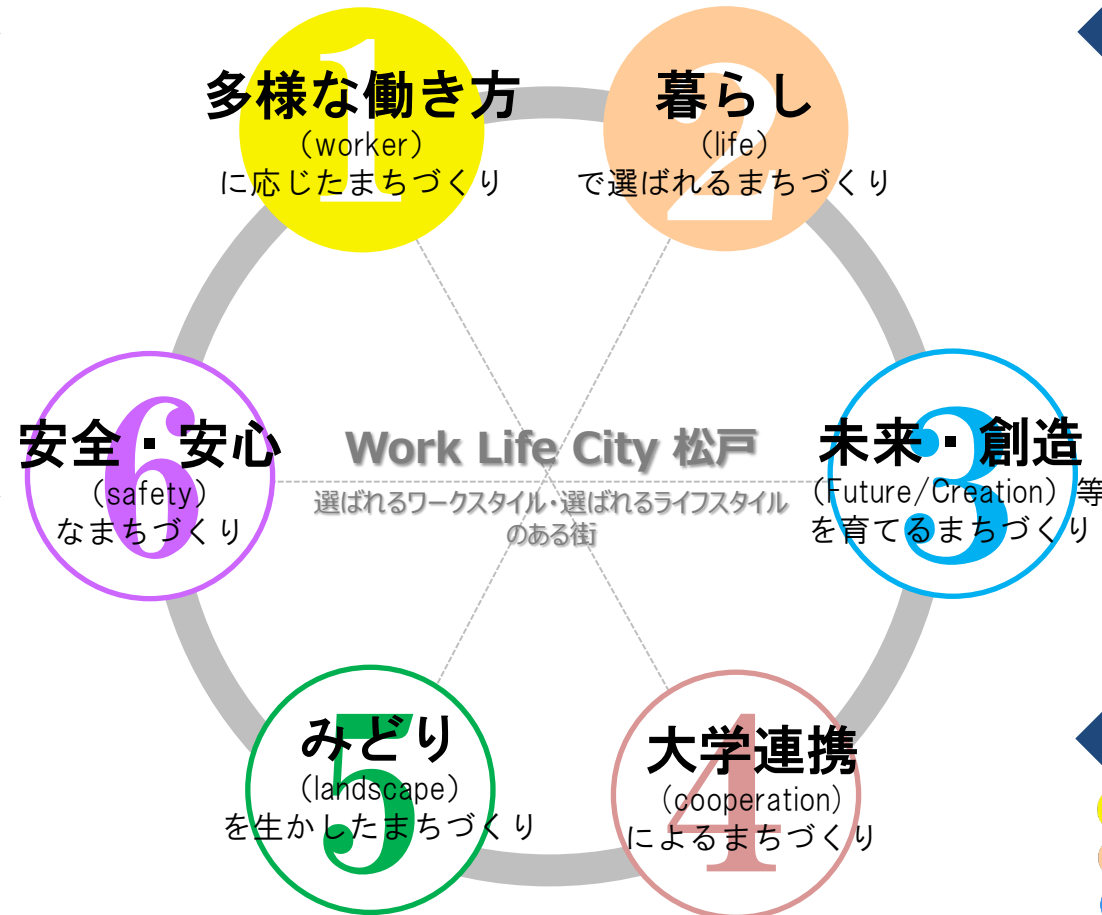 1
多様な働き方
(worker)
に応じたまちづくり
2
暮らし
(life)
で選ばれるまちづくり
6
安全・安心
(safety)
なまちづくり
Work Life City 松戸
選ばれるワークスタイル・選ばれるライフスタイル
のある街
3
未来・創造
(Future/Creation)等
を育てるまちづくり
5
みどり
(landscape)
を生かしたまちづくり
4
大学連携
(cooperation)
によるまちづくり